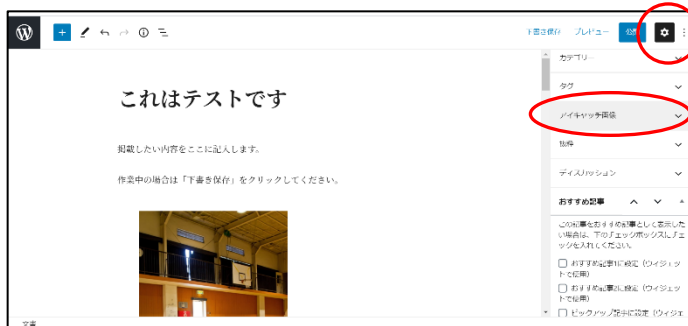 下書き保存 プレビュー 公開
カテゴリー
タグ
これはテストです
アイキャッチ画像
掲載したい内容をここに記入します。
抜粋
作業中の場合は「下書き保存」をクリックしてください。
ディスカッション
おすすめ記事
この記事をおすすめ記事として表示した
い場合は、下のチェックボックスにチェ
ックを入れてください。
おすすめ記事1に設定（ウィジェッ
トで使用）
おすすめ記事2に設定（ウィジェッ
トで使用）
ピックアップ記事に設定（ウィジェ
文書